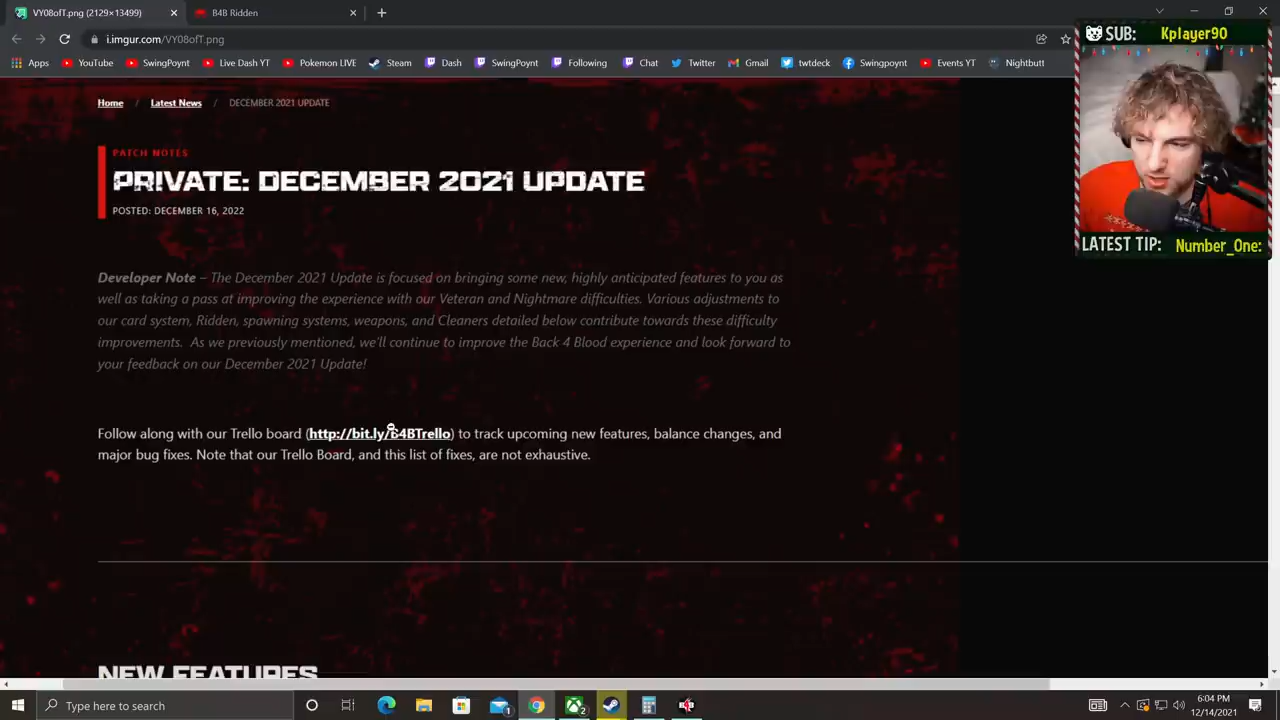 VY08ofT.png (2129×13499)
B4B Ridden
i.imgur.com/VY08ofT.png
Apps YouTube SwingPoynt Live Dash YT Pokemon LIVE Steam Dash SwingPoynt Following Chat Twitter Gmail twtdeck Swingpoynt Events YT Nightbutt
SUB: Kplayer90
LATEST TIP: Number_One:
Home / Latest News / DECEMBER 2021 UPDATE
PATCH NOTES
PRIVATE: DECEMBER 2021 UPDATE
POSTED: DECEMBER 16, 2022
Developer Note – The December 2021 Update is focused on bringing some new, highly anticipated features to you as
well as taking a pass at improving the experience with our Veteran and Nightmare difficulties. Various adjustments to
our card system, Ridden, spawning systems, weapons, and Cleaners detailed below contribute towards these difficulty
improvements. As we previously mentioned, we'll continue to improve the Back 4 Blood experience and look forward to
your feedback on our December 2021 Update!
Follow along with our Trello board (http://bit.ly/B4BTrello) to track upcoming new features, balance changes, and
major bug fixes. Note that our Trello Board, and this list of fixes, are not exhaustive.
NEW FEATURES
Type here to search
6:04 PM
12/14/2021